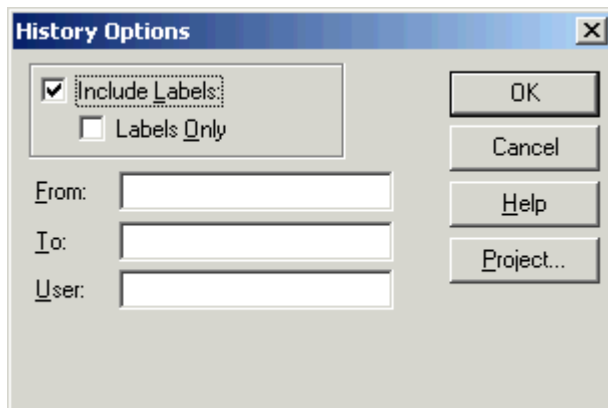 History Options
Include Labels:
Labels Only
From:
To:
User:
OK
Cancel
Help
Project...